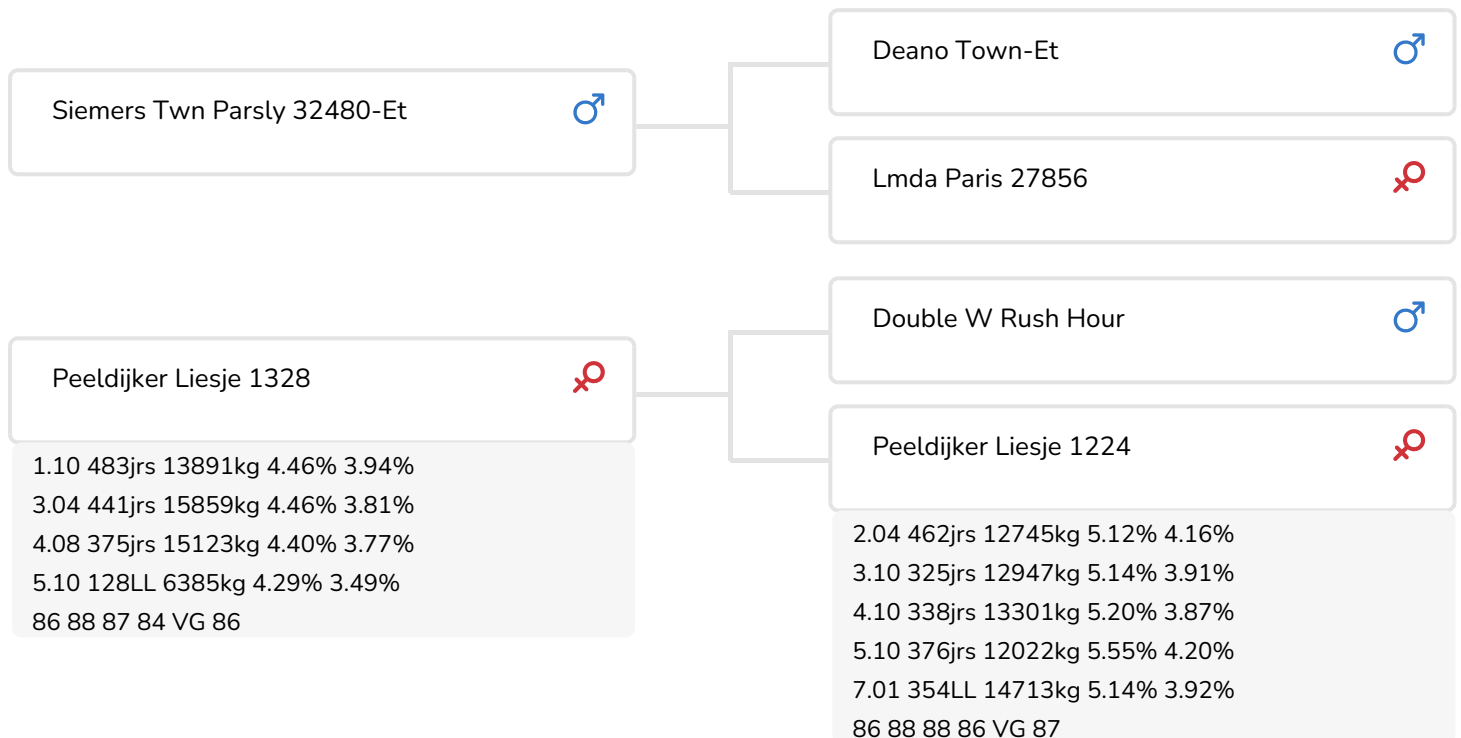 Siemers Twn Parsly 32480-Et
Deano Town-Et
Lmda Paris 27856
Peeldijker Liesje 1328
1.10 483jrs 13891kg 4.46% 3.94%
3.04 441jrs 15859kg 4.46% 3.81%
4.08 375jrs 15123kg 4.40% 3.77%
5.10 128LL 6385kg 4.29% 3.49%
86 88 87 84 VG 86
Double W Rush Hour
Peeldijker Liesje 1224
2.04 462jrs 12745kg 5.12% 4.16%
3.10 325jrs 12947kg 5.14% 3.91%
4.10 338jrs 13301kg 5.20% 3.87%
5.10 376jrs 12022kg 5.55% 4.20%
7.01 354LL 14713kg 5.14% 3.92%
86 88 88 86 VG 87